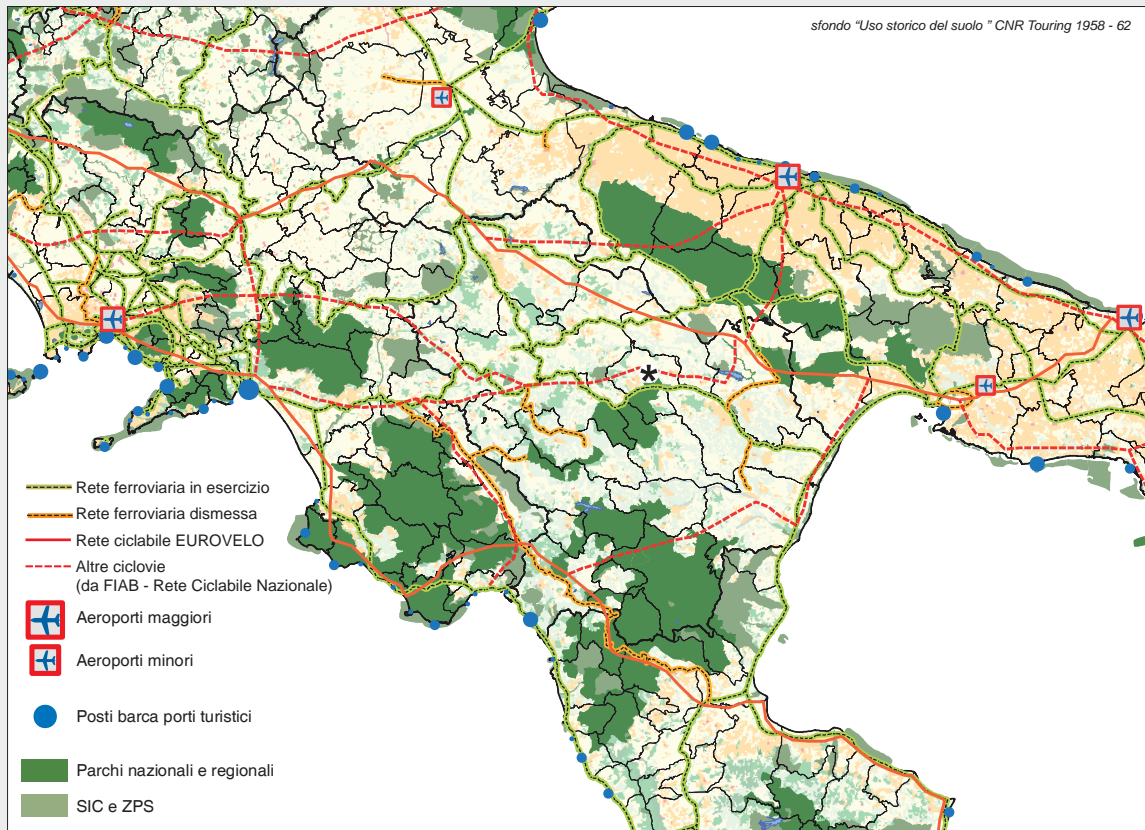 sfondo “Uso storico del suolo ” CNR Touring 1958 - 62
*
Rete ferroviaria in esercizio
Rete ferroviaria dismessa
Rete ciclabile EUROVELO
Altre ciclovie
(da FIAB - Rete Ciclabile Nazionale)
Aeroporti maggiori
Aeroporti minori
Posti barca porti turistici
Parchi nazionali e regionali
SIC e ZPS